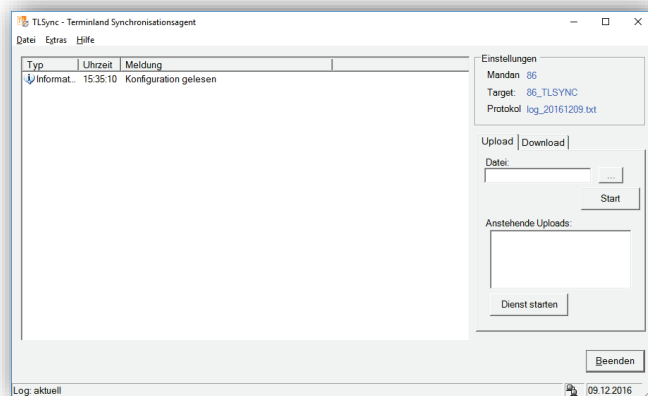 TLSync - Terminland Synchronisationsagent
Datei Extras Hilfe
Typ Uhrzeit Meldung
Informat... 15:35:10 Konfiguration gelesen
Einstellungen
Mandan 86
Target: 86_TLSYNC
Protokol log_20161209.txt
Upload Download
Datei:
...
Start
Anstehende Uploads:
Dienst starten
Beenden
Log: aktuell 09.12.2016